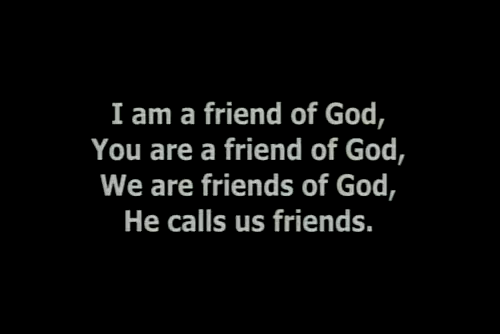 I am a friend of God,
You are a friend of God,
We are friends of God,
He calls us friends.